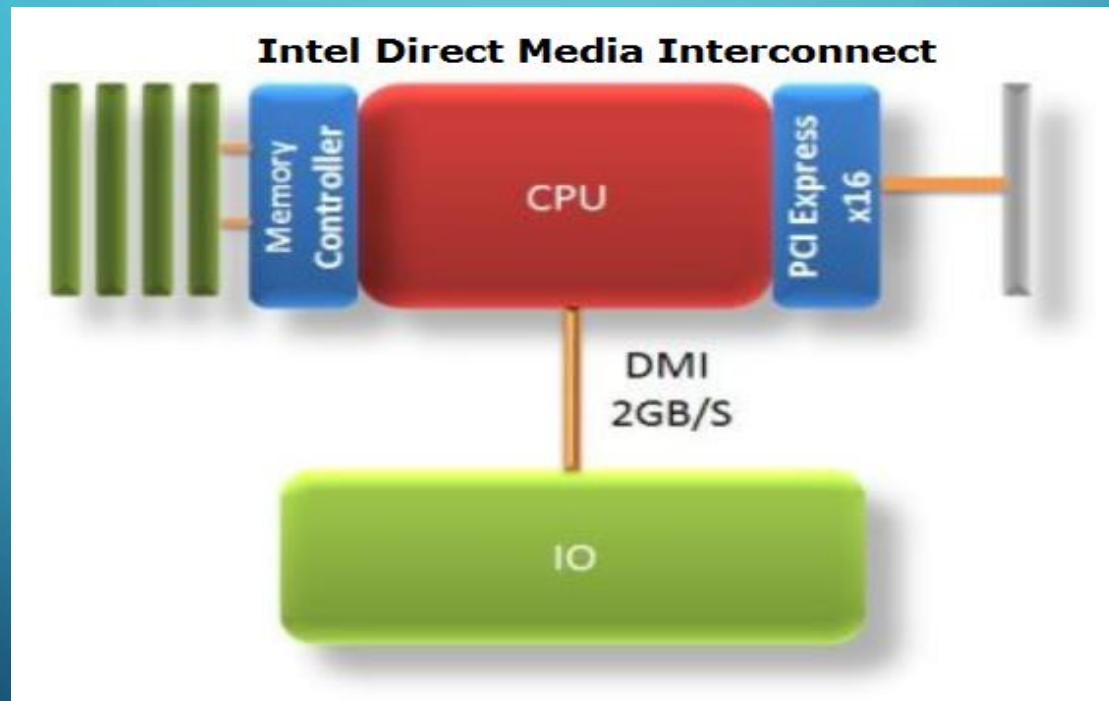 Intel Direct Media Interconnect
Memory
Controller
CPU
PCI Express
x16
DMI
2GB/S
IO